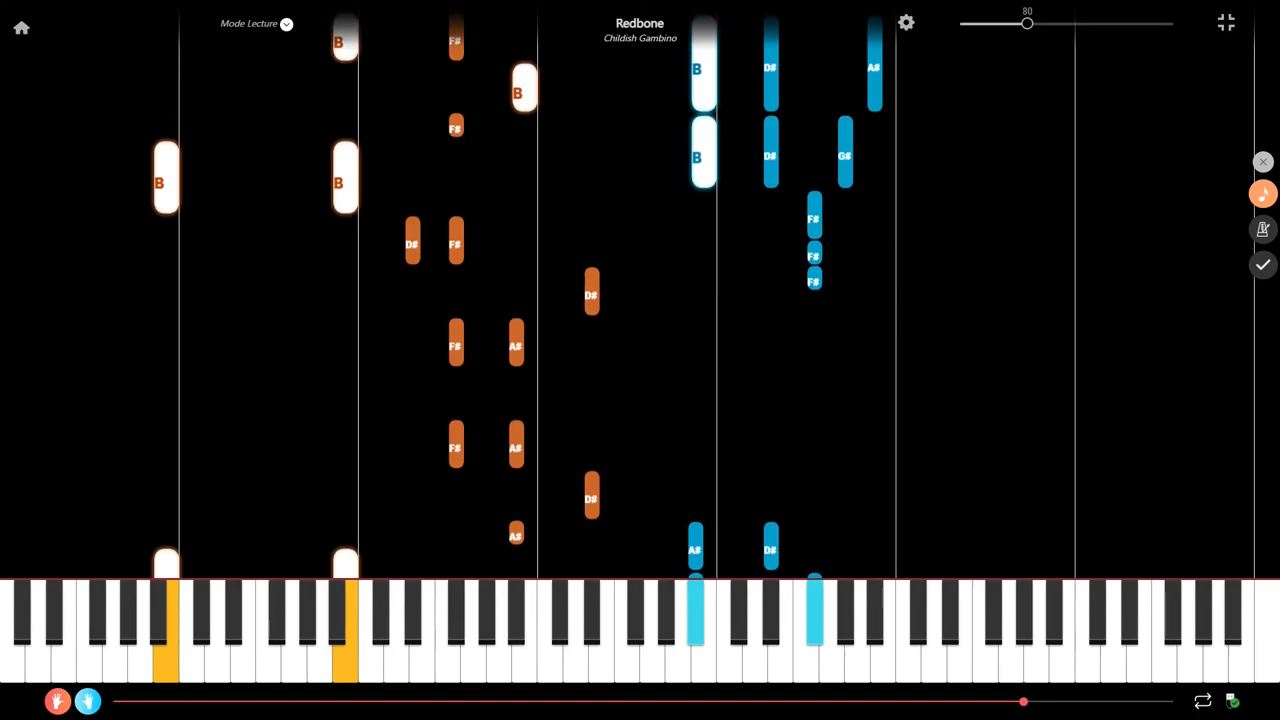 Mode Lecture
Redbone
Childish Gambino
80
B B F# B D# A#
B
F# B D# G#
B B
F#
D# F# F#
F#
D#
F# A#
F# A#
D#
A# A# D#